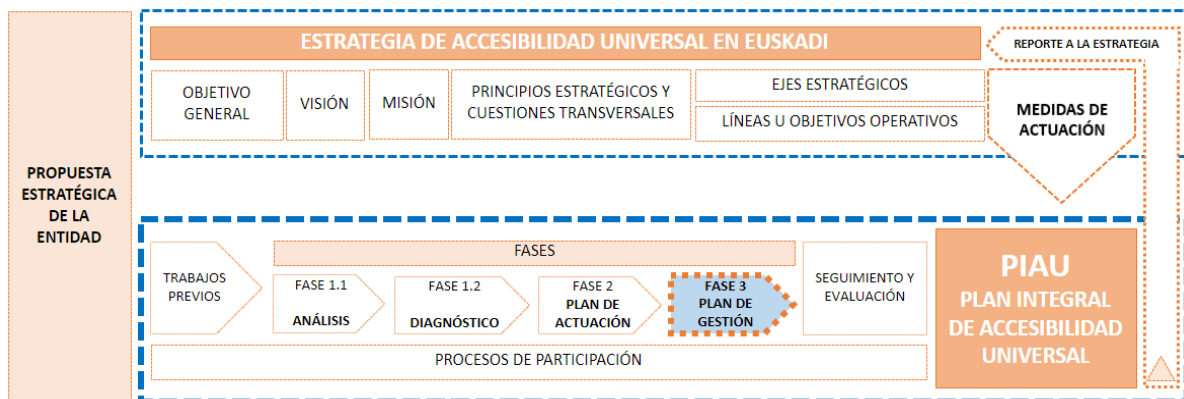 PROPUESTA
ESTRATÉGICA
DE LA
ENTIDAD
ESTRATEGIA DE ACCESIBILIDAD UNIVERSAL EN EUSKADI
REPORTE A LA ESTRATEGIA
OBJETIVO
GENERAL
VISIÓN
MISIÓN
PRINCIPIOS ESTRATÉGICOS Y
CUESTIONES TRANSVERSALES
EJES ESTRATÉGICOS
LÍNEAS U OBJETIVOS OPERATIVOS
MEDIDAS DE
ACTUACIÓN
TRABAJOS
PREVIOS
FASES
FASE 1.1
ANÁLISIS
FASE 1.2
DIAGNÓSTICO
FASE 2
PLAN DE
ACTUACIÓN
FASE 3
PLAN DE
GESTIÓN
SEGUIMIENTO Y
EVALUACIÓN
PROCESOS DE PARTICIPACIÓN
PIAU
PLAN INTEGRAL
DE ACCESIBILIDAD
UNIVERSAL